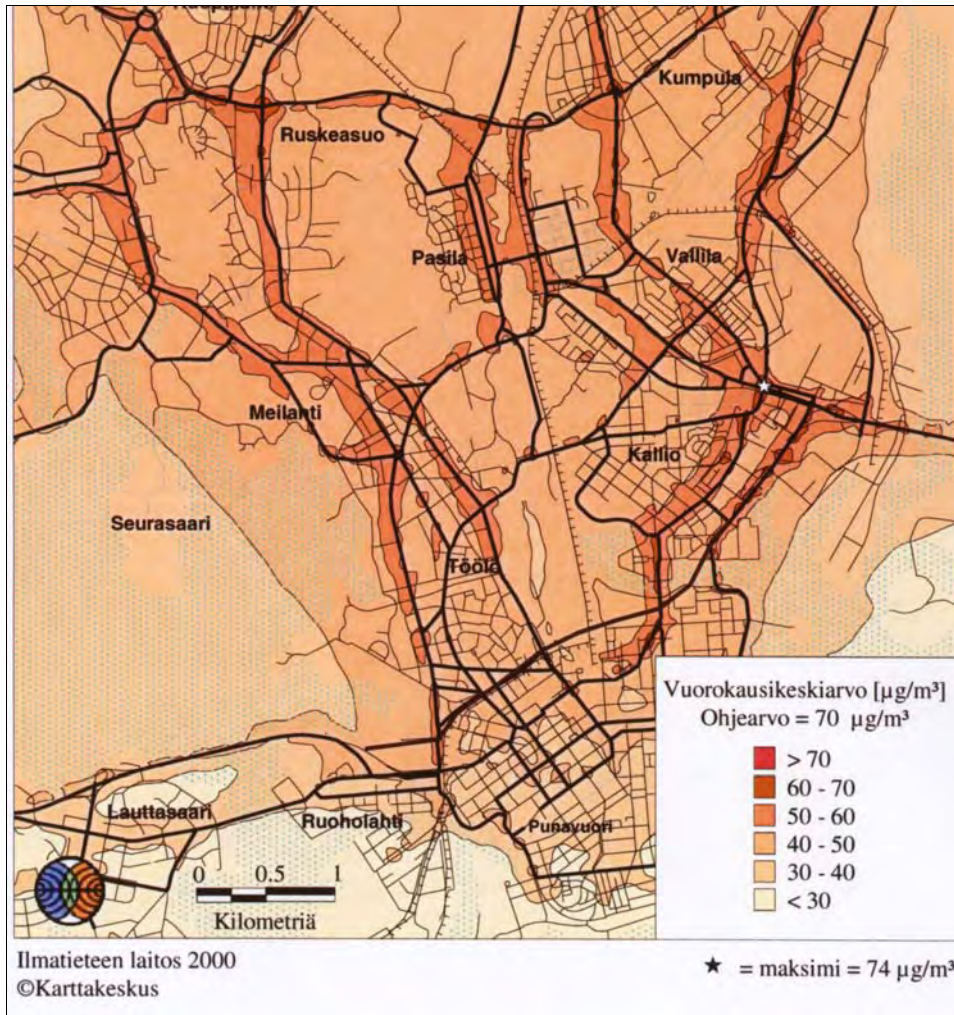 Kumpula
Ruskeasuo
Pasila
Vallila
Meilahti
Kallio
Seurasaari
Töölö
Vuorokausikeskiarvo [µg/m³]
Ohjearvo = 70 µg/m³
> 70
60 - 70
50 - 60
40 - 50
30 - 40
< 30
Lauttasaari
Ruoholahti
Punavuori
0 0.5 1
Kilometriä
Ilmatieteen laitos 2000
©Karttakeskus
★ = maksimi = 74 µg/m³